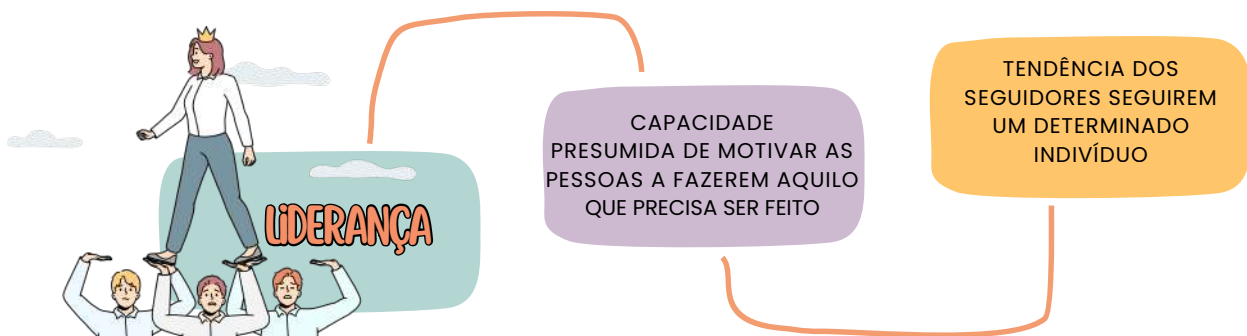 LIDERANÇA
CAPACIDADE
PRESUMIDA DE MOTIVAR AS
PESSOAS A FAZEREM AQUILO
QUE PRECISA SER FEITO
TENDÊNCIA DOS
SEGUIDORES SEGUIREM
UM DETERMINADO
INDIVÍDUO